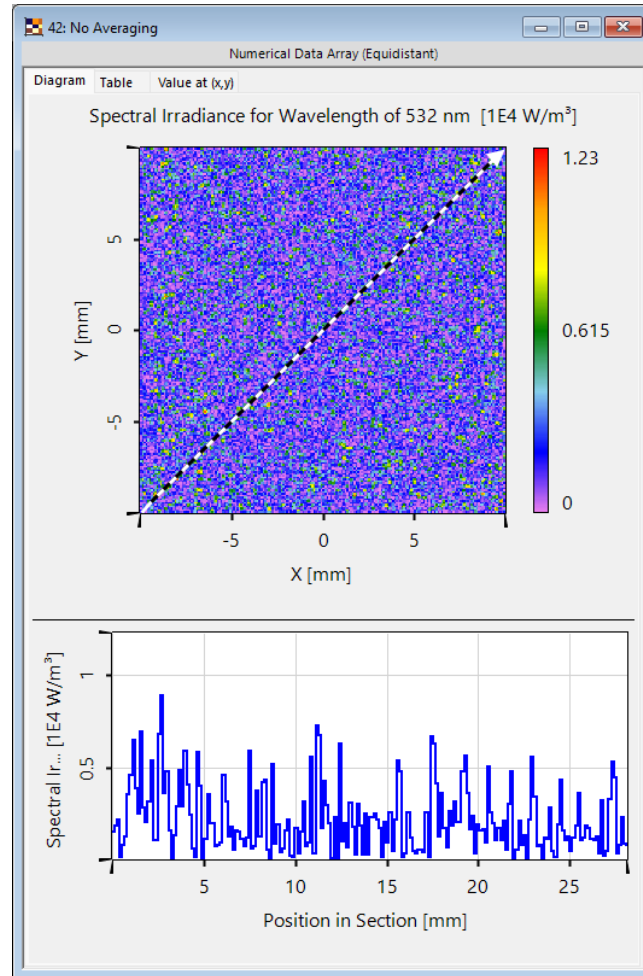 42: No Averaging
Numerical Data Array (Equidistant)
Diagram Table Value at (x,y)
Spectral Irradiance for Wavelength of 532 nm [1E4 W/m³]
1.23
0.615
0
Y [mm]
5
0
-5
-5 0 5
X [mm]
Spectral Ir... [1E4 W/m³]
1
0.5
5 10 15 20 25
Position in Section [mm]